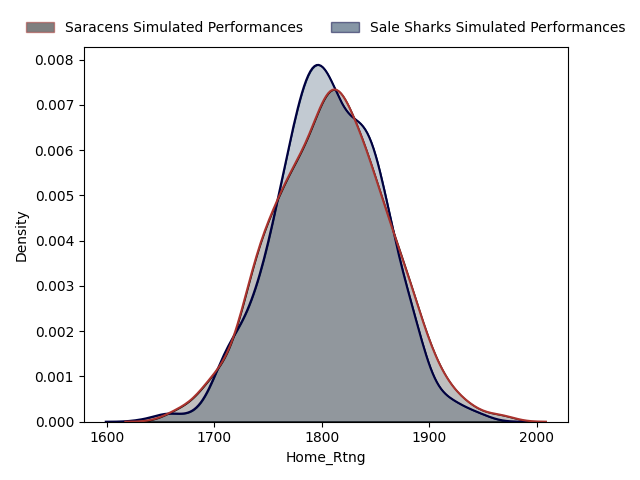 Saracens Simulated Performances Sale Sharks Simulated Performances
0.008
0.007
0.006
0.005
0.004
0.003
0.002
0.001
0.000
Density
1600 1700 1800 1900 2000
Home_Rtng